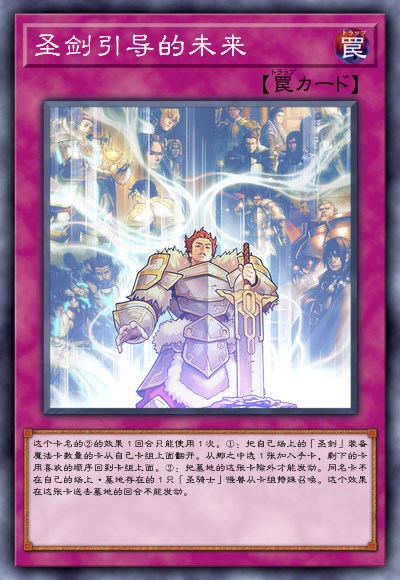 圣剑引导的未来
トラップ
罠
トラップ
【罠カード】
这个卡名的②的效果1回合只能使用1次。①:把自己场上的「圣剑」装备
魔法卡数量的卡从自己卡组上面翻开。从那之中选1张加入手卡,剩下的卡
用喜欢的顺序回到卡组上面。②:把墓地的这张卡除外才能发动。同名卡不
在自己的场上·墓地存在的1只「圣骑士」怪兽从卡组特殊召唤。这个效果
在这张卡送去墓地的回合不能发动。